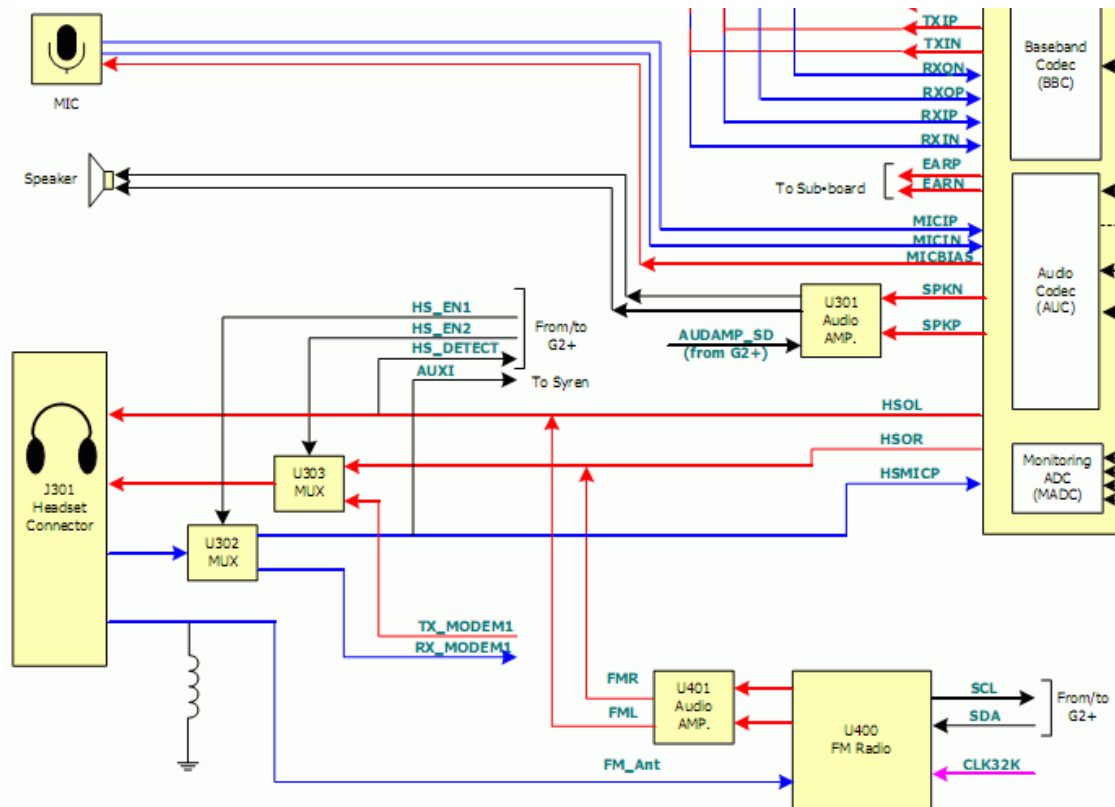 TXIP
TXIN
RXON
RXOP
RXIP
RXIN
Baseband
Codec
(BBC)
MIC
Speaker
EARP
EARN
To Sub-board
MICIP
MICIN
MICBIAS
Audio
Codec
(AUC)
SPKN
SPKP
U301
Audio
AMP.
AUDAMP_SD
(from G2+)
HS_EN1
HS_EN2
HS_DETECT
AUXI
From/to
G2+
To Syren
HSOL
HSOR
HSMICP
Monitoring
ADC
(MADC)
J301
Headset
Connector
U303
MUX
U302
MUX
TX_MODEM1
RX_MODEM1
FMR
FML
U401
Audio
AMP.
U400
FM Radio
SCL
SDA
From/to
G2+
FM_Ant
CLK32K